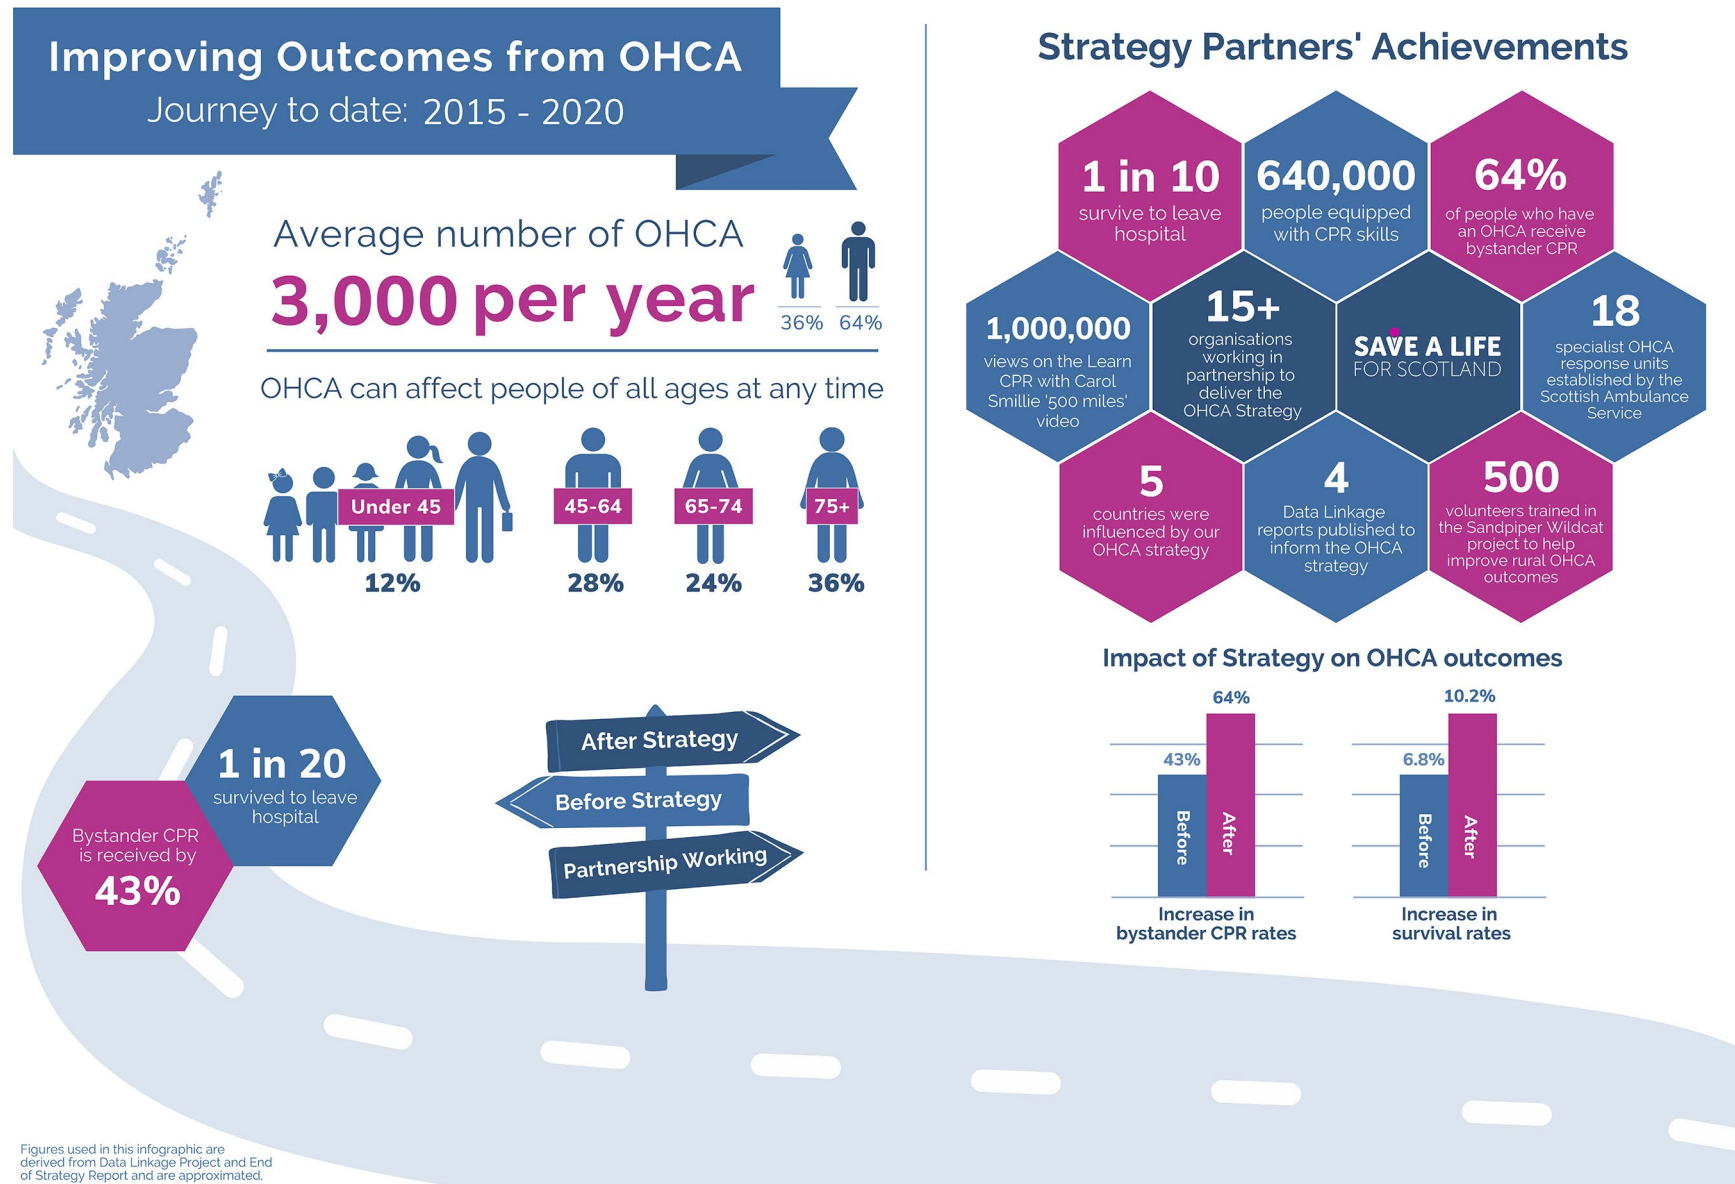 Improving Outcomes from OHCA
Journey to date: 2015 - 2020
Average number of OHCA
3,000 per year
36% 64%
OHCA can affect people of all ages at any time
Under 45
45-64
65-74
75+
12%
28%
24%
36%
1 in 20
survived to leave
hospital
Bystander CPR
is received by
43%
After Strategy
Before Strategy
Partnership Working
Figures used in this infographic are
derived from Data Linkage Project and End
of Strategy Report and are approximated.
Strategy Partners' Achievements
1 in 10
survive to leave
hospital
640,000
people equipped
with CPR skills
64%
of people who have
an OHCA receive
bystander CPR
1,000,000
views on the Learn
CPR with Carol
Smillie '500 miles'
video
15+
organisations
working in
partnership to
deliver the
OHCA Strategy
SAVE A LIFE
FOR SCOTLAND
18
specialist OHCA
response units
established by the
Scottish Ambulance
Service
5
countries were
influenced by our
OHCA strategy
4
Data Linkage
reports published to
inform the OHCA
strategy
500
volunteers trained in
the Sandpiper Wildcat
project to help
improve rural OHCA
outcomes
Impact of Strategy on OHCA outcomes
64%
43%
Before
After
Increase in
bystander CPR rates
10.2%
6.8%
Before
After
Increase in
survival rates